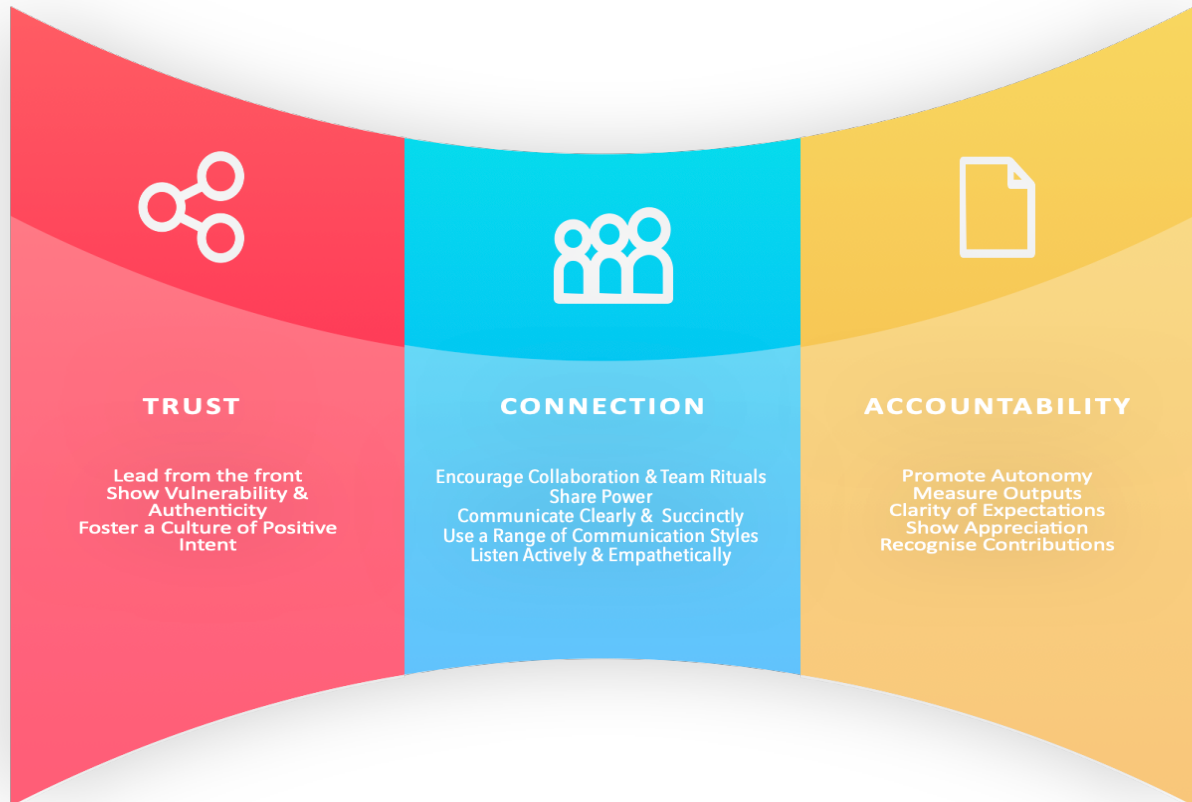 TRUST
Lead from the front
Show Vulnerability &
Authenticity
Foster a Culture of Positive
Intent
CONNECTION
Encourage Collaboration & Team Rituals
Share Power
Communicate Clearly & Succinctly
Use a Range of Communication Styles
Listen Actively & Empathetically
ACCOUNTABILITY
Promote Autonomy
Measure Outputs
Clarity of Expectations
Show Appreciation
Recognise Contributions